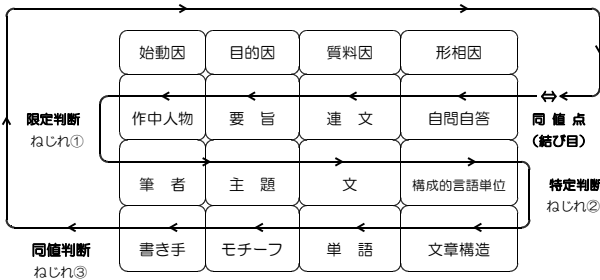 始動因 目的因 質料因 形相因
限定判断 作中人物 要 旨 連 文 自問自答 ⇔ 同 値 点
ねじれ① (結び目)
筆 者 主 題 文 構成的言語単位 特定判断
ねじれ②
同値判断 書き手 モチーフ 単 語 文章構造
ねじれ③